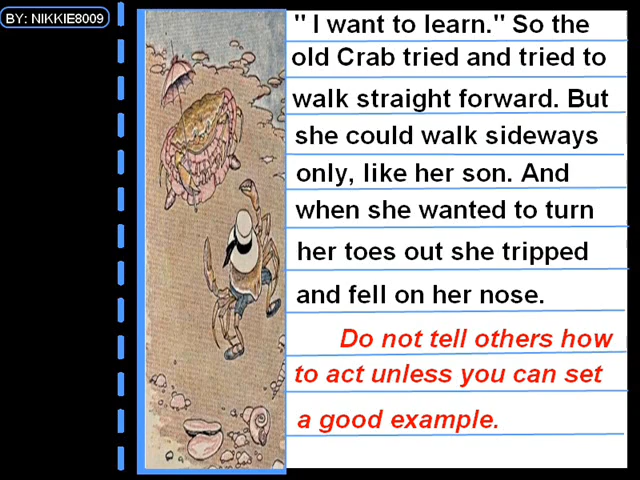 BY: NIKKIE8009
" I want to learn." So the
old Crab tried and tried to
walk straight forward. But
she could walk sideways
only, like her son. And
when she wanted to turn
her toes out she tripped
and fell on her nose.
Do not tell others how
to act unless you can set
a good example.